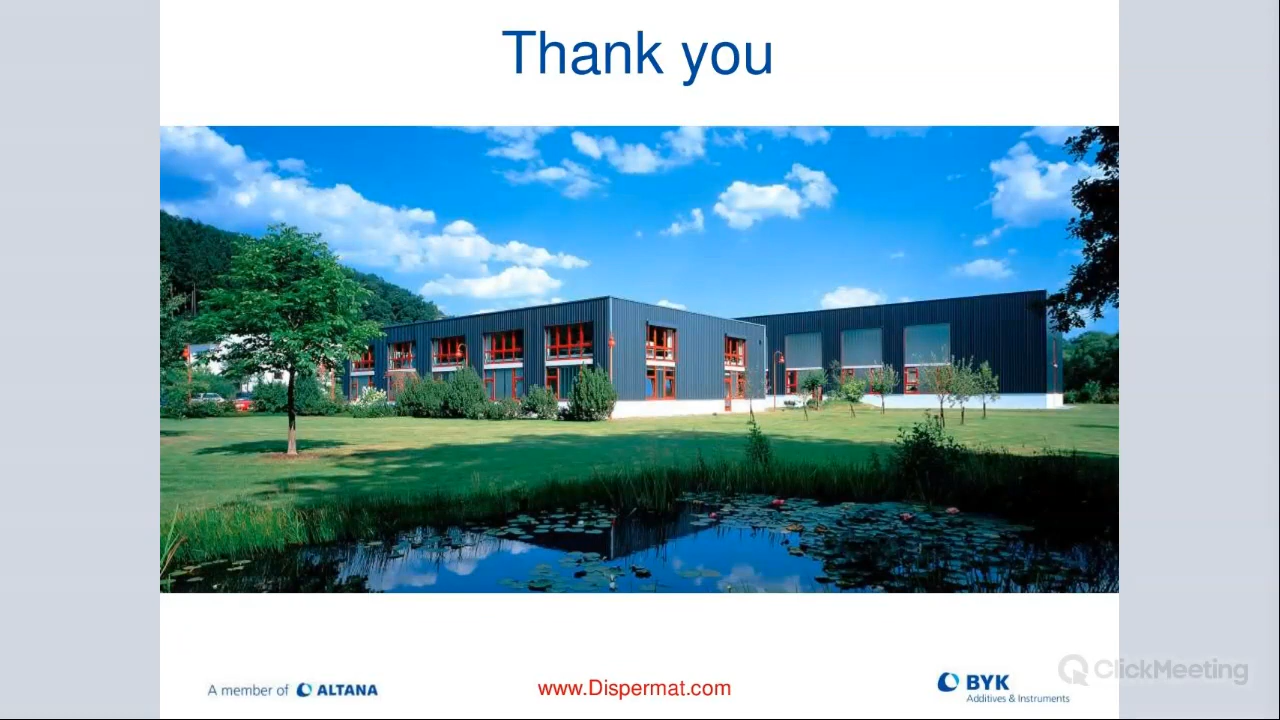 Thank you
A member of ALTANA
www.Dispermat.com
BYK
Additives & Instruments
ClickMeeting